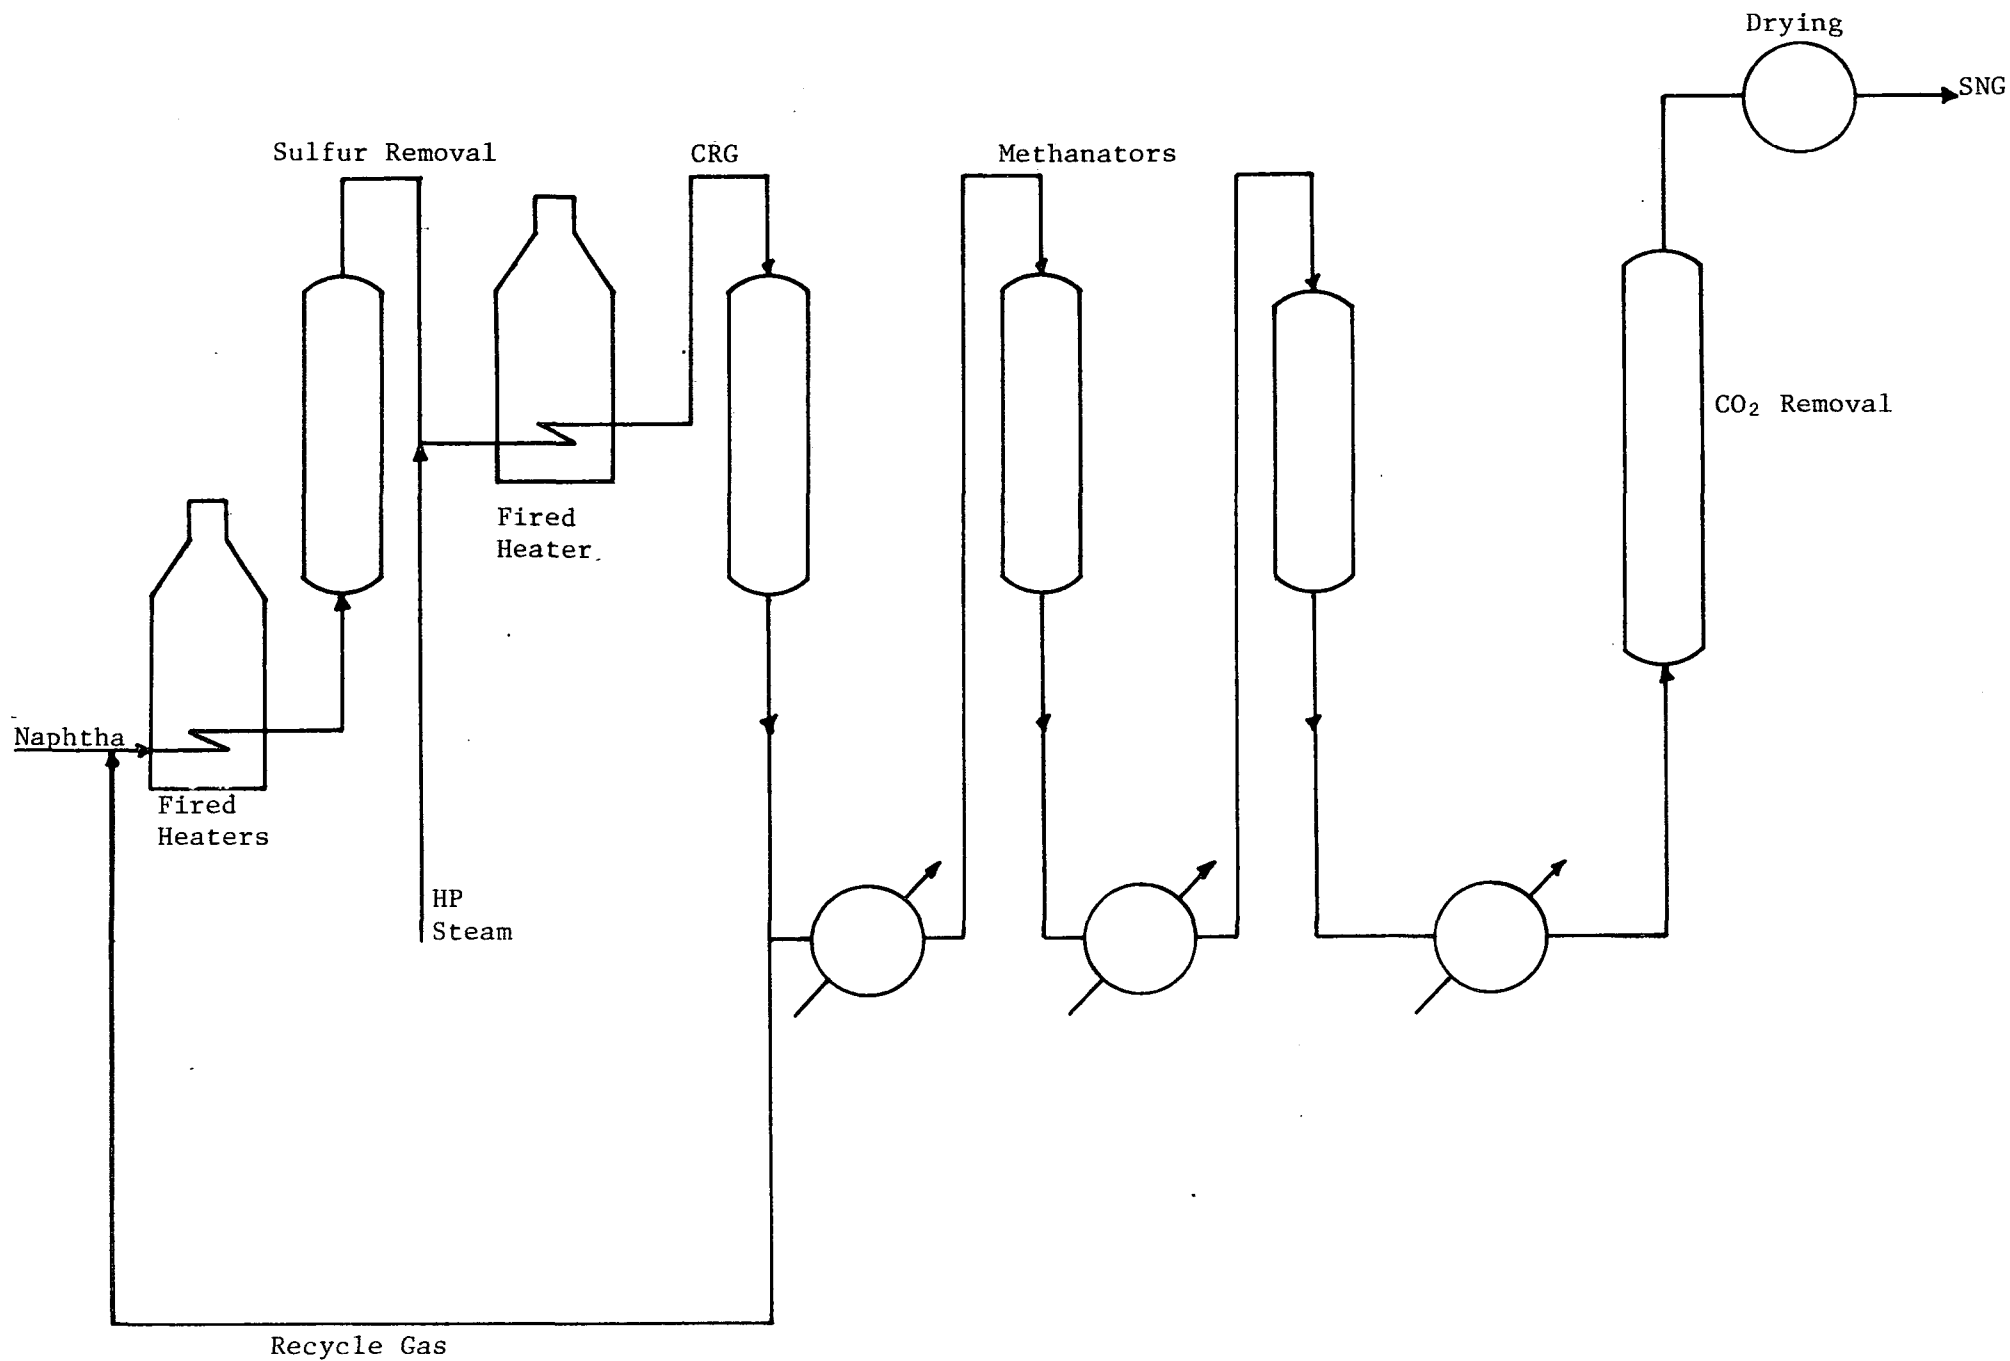 Drying
SNG
Sulfur Removal
CRG
Methanators
CO₂ Removal
Fired
Heater
Naphtha
Fired
Heaters
HP
Steam
Recycle Gas